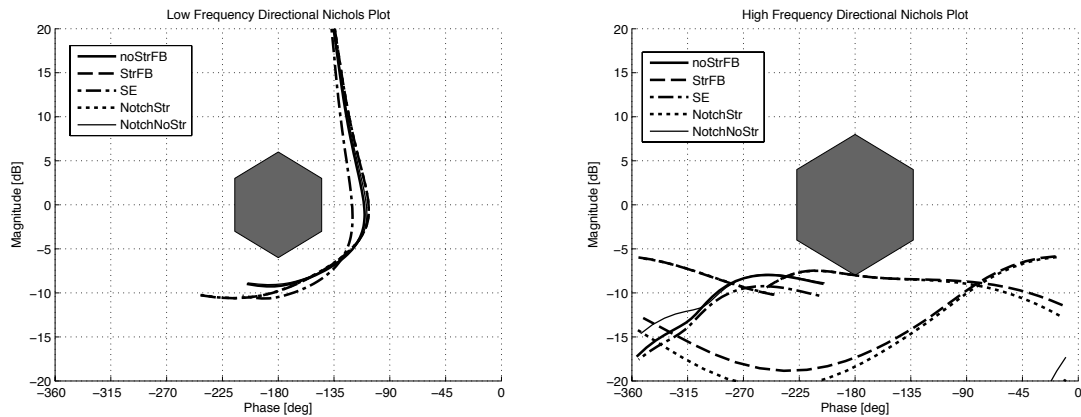 Low Frequency Directional Nichols Plot
20
15
10
5
0
−5
−10
−15
−20
Magnitude [dB]
noStrFB
StrFB
SE
NotchStr
NotchNoStr
−360 −315 −270 −225 −180 −135 −90 −45 0
Phase [deg]
High Frequency Directional Nichols Plot
20
15
10
5
0
−5
−10
−15
−20
Magnitude [dB]
noStrFB
StrFB
SE
NotchStr
NotchNoStr
−360 −315 −270 −225 −180 −135 −90 −45 0
Phase [deg]